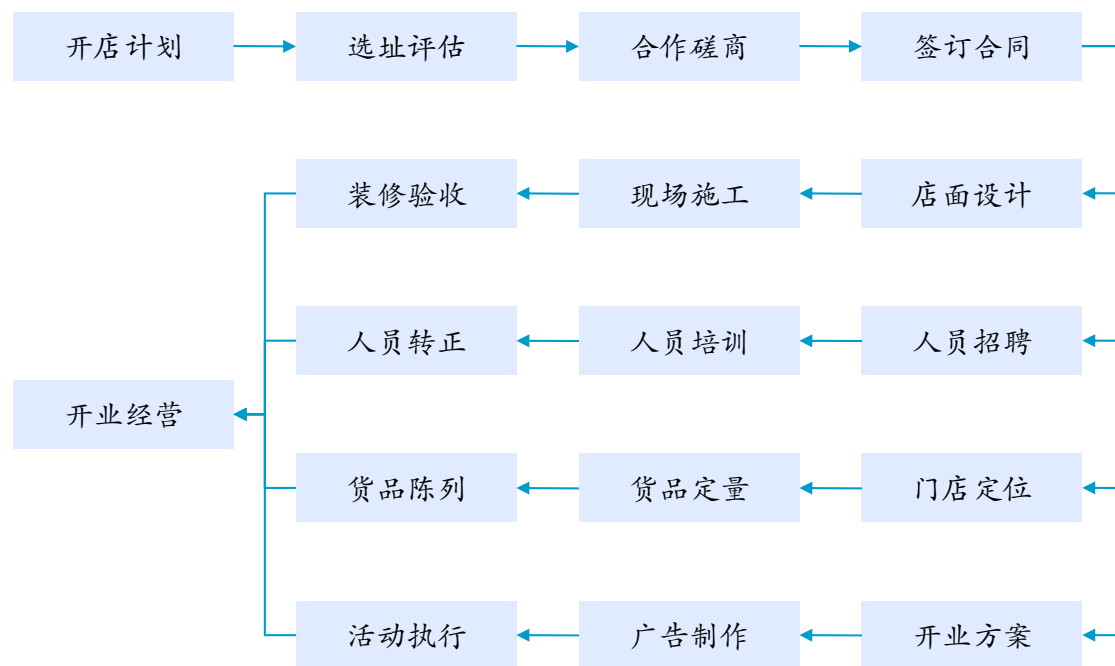 开店计划
选址评估
合作磋商
签订合同
装修验收
现场施工
店面设计
人员转正
人员培训
人员招聘
开业经营
货品陈列
货品定量
门店定位
活动执行
广告制作
开业方案